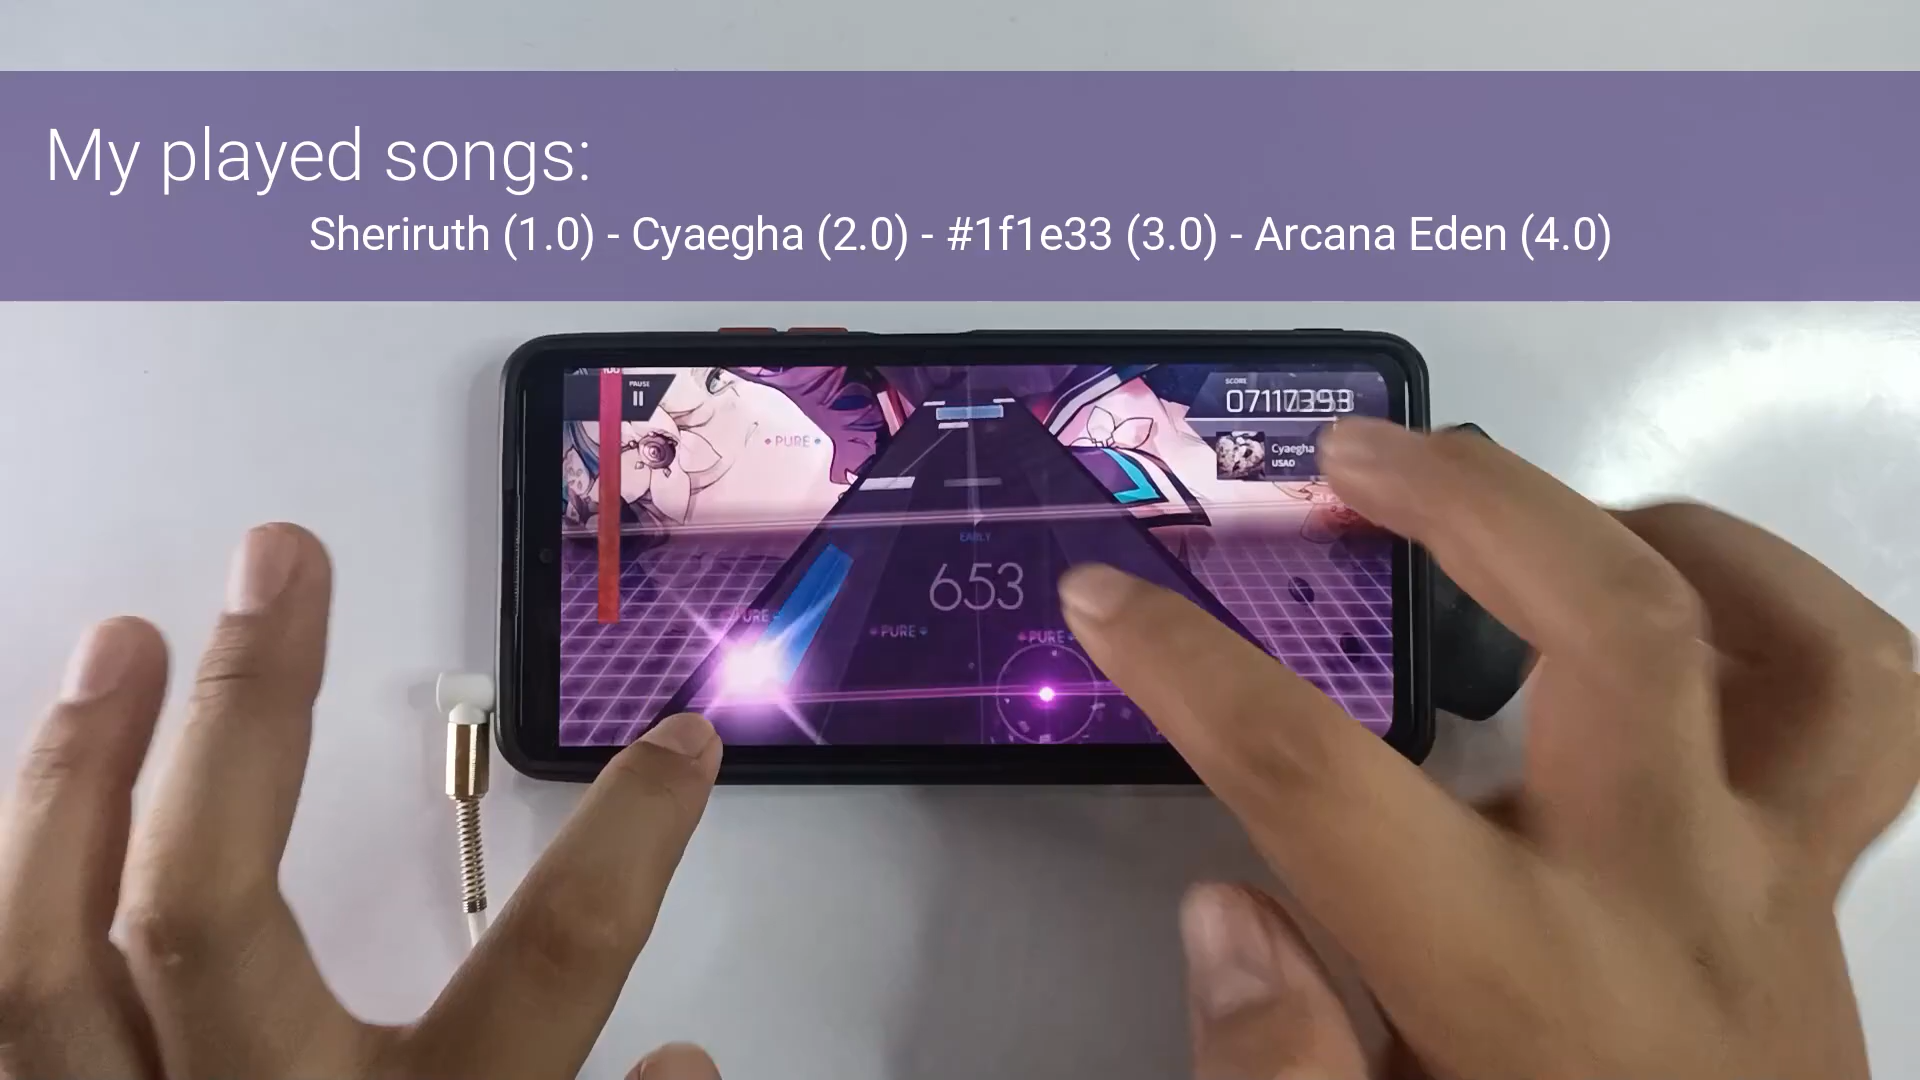 My played songs:
Sheriruth (1.0) - Cyaegha (2.0) - #1f1e33 (3.0) - Arcana Eden (4.0)
100
PAUSE
SCORE
PURE
Cyaegha
USAO
EARLY
653
PURE
PURE
PURE